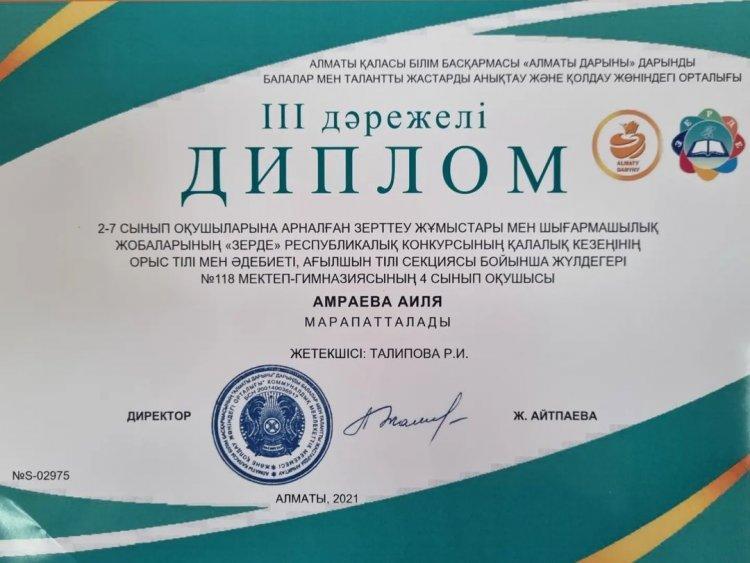 АЛМАТЫ ҚАЛАСЫ БІЛІМ БАСҚАРМАСЫ «АЛМАТЫ ДАРЫНЫ» ДАРЫНДЫ
БАЛАЛАР МЕН ТАЛАНТТЫ ЖАСТАРДЫ АНЫҚТАУ ЖӘНЕ ҚОЛДАУ ЖӨНІНДЕГІ ОРТАЛЫҒЫ
III дәрежелі
ДИПЛОМ
ALMATY
DARYNY
ЗЕРДЕ
2-7 СЫНЫП ОҚУШЫЛАРЫНА АРНАЛҒАН ЗЕРТТЕУ ЖҰМЫСТАРЫ МЕН ШЫҒАРМАШЫЛЫҚ
ЖОБАЛАРЫНЫҢ «ЗЕРДЕ» РЕСПУБЛИКАЛЫҚ КОНКУРСЫНЫҢ ҚАЛАЛЫҚ КЕЗЕҢІНІҢ
ОРЫС ТІЛІ МЕН ӘДЕБИЕТІ, АҒЫЛШЫН ТІЛІ СЕКЦИЯСЫ БОЙЫНША ЖҮЛДЕГЕРІ
№118 МЕКТЕП-ГИМНАЗИЯСЫНЫҢ 4 СЫНЫП ОҚУШЫСЫ
АМРАЕВА АИЛЯ
МАРАПАТТАЛАДЫ
ЖЕТЕКШІСІ: ТАЛИПОВА Р.И.
ДИРЕКТОР
Ж. АЙТПАЕВА
№S-02975
АЛМАТЫ, 2021